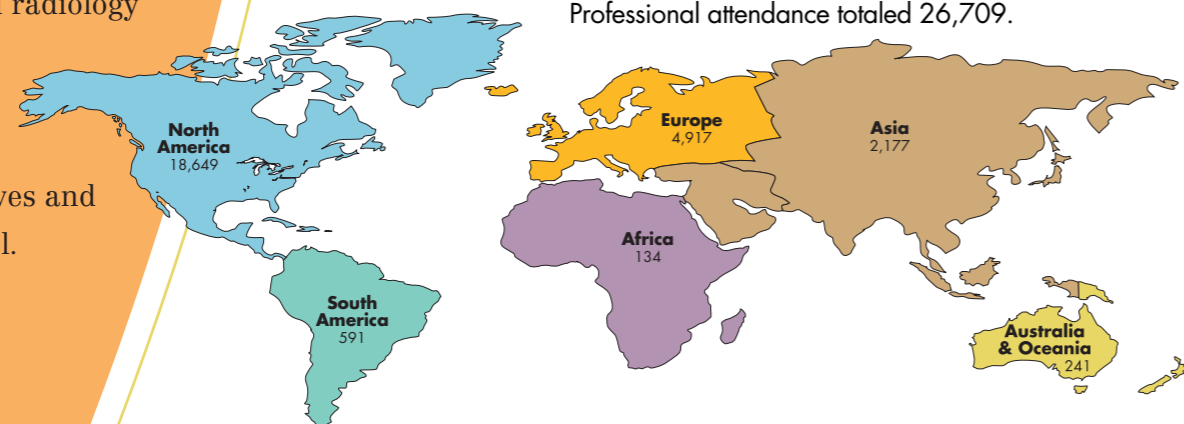 radiology
ves and
l.
Professional attendance totaled 26,709.
North
America
18,649
Europe
4,917
Asia
2,177
Africa
134
South
America
591
Australia
& Oceania
241